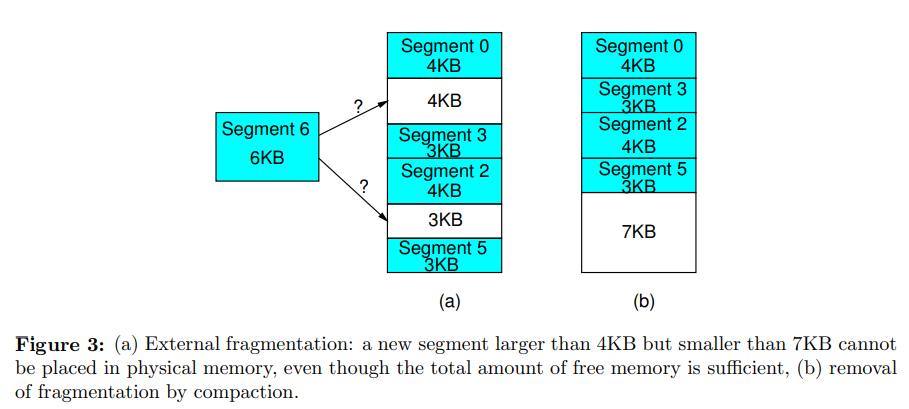 Segment 6
6KB
?
?
Segment 0
4KB
4KB
Segment 3
3KB
Segment 2
4KB
3KB
Segment 5
3KB
(a)
Segment 0
4KB
Segment 3
3KB
Segment 2
4KB
Segment 5
3KB
7KB
(b)
Figure 3: (a) External fragmentation: a new segment larger than 4KB but smaller than 7KB cannot
be placed in physical memory, even though the total amount of free memory is sufficient, (b) removal
of fragmentation by compaction.